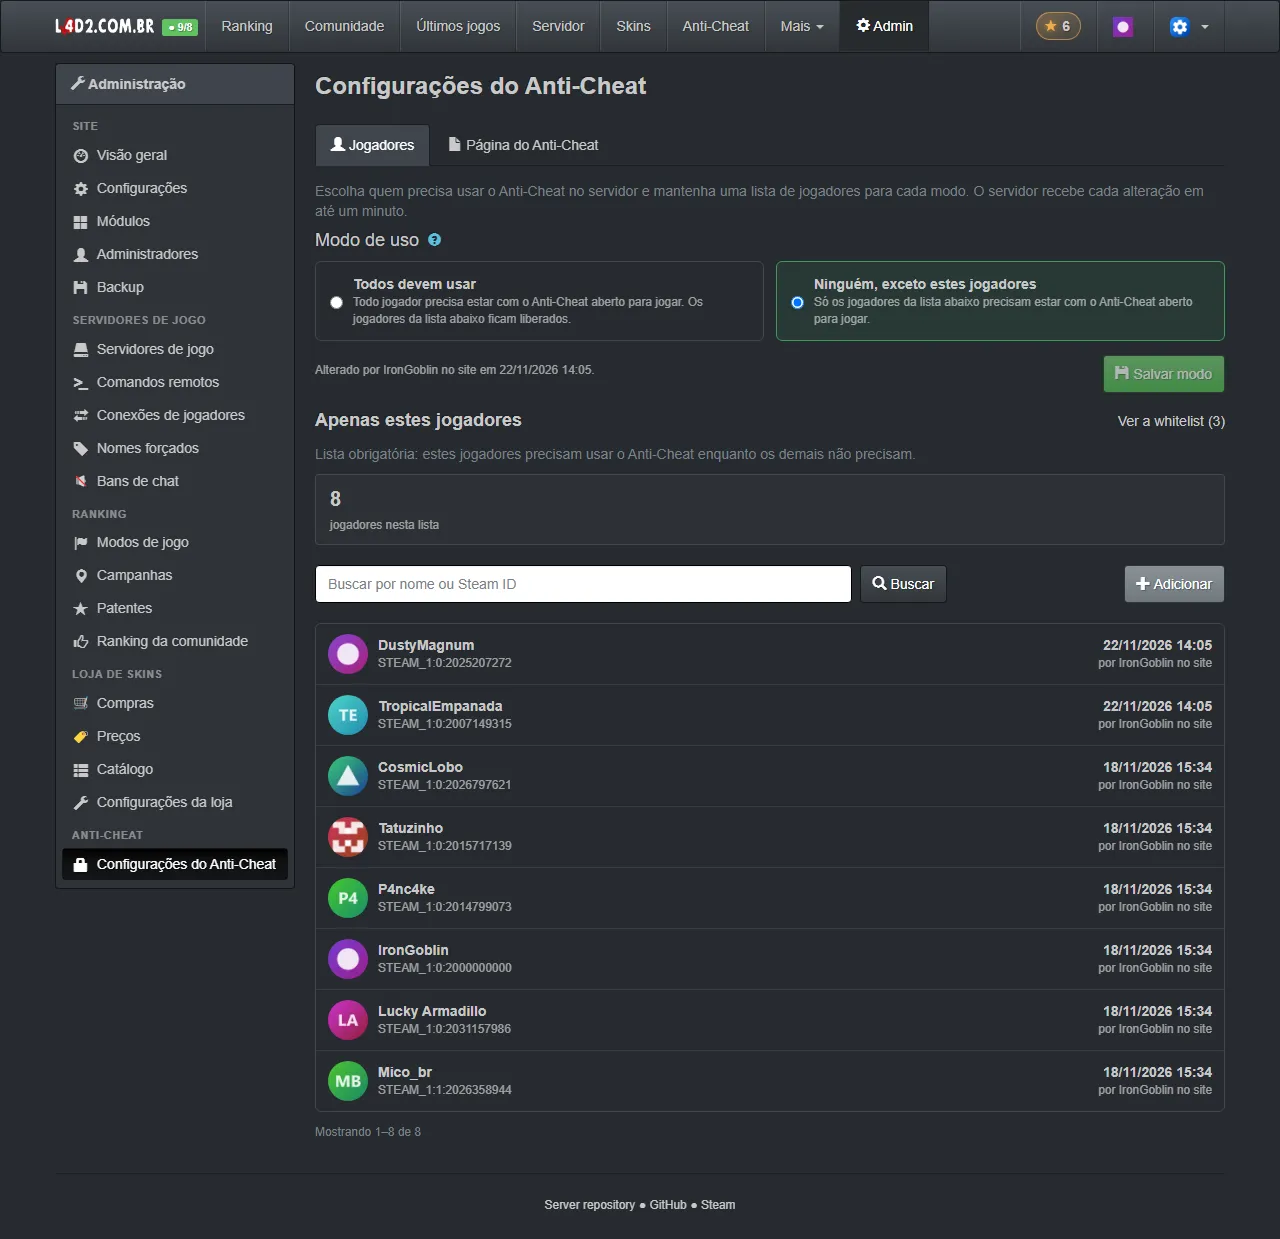 L4D2.COM.BR 9/8 Ranking Comunidade Últimos jogos Servidor Skins Anti-Cheat Mais Admin 6
Administração
SITE
Visão geral
Configurações
Módulos
Administradores
Backup
SERVIDORES DE JOGO
Servidores de jogo
Comandos remotos
Conexões de jogadores
Nomes forçados
Bans de chat
RANKING
Modos de jogo
Campanhas
Patentes
Ranking da comunidade
LOJA DE SKINS
Compras
Preços
Catálogo
Configurações da loja
ANTI-CHEAT
Configurações do Anti-Cheat
Configurações do Anti-Cheat
Jogadores Página do Anti-Cheat
Escolha quem precisa usar o Anti-Cheat no servidor e mantenha uma lista de jogadores para cada modo. O servidor recebe cada alteração em
até um minuto.
Modo de uso ?
Todos devem usar
Todo jogador precisa estar com o Anti-Cheat aberto para jogar. Os
jogadores da lista abaixo ficam liberados.
Ninguém, exceto estes jogadores
Só os jogadores da lista abaixo precisam estar com o Anti-Cheat aberto
para jogar.
Alterado por IronGoblin no site em 22/11/2026 14:05.
Salvar modo
Apenas estes jogadores
Ver a whitelist (3)
Lista obrigatória: estes jogadores precisam usar o Anti-Cheat enquanto os demais não precisam.
8
jogadores nesta lista
Buscar por nome ou Steam ID
Buscar
Adicionar
DustyMagnum 22/11/2026 14:05
STEAM_1:0:2025207272 por IronGoblin no site
TE
TropicalEmpanada 22/11/2026 14:05
STEAM_1:0:2007149315 por IronGoblin no site
CosmicLobo 18/11/2026 15:34
STEAM_1:0:2026797621 por IronGoblin no site
Tatuzinho 18/11/2026 15:34
STEAM_1:0:2015717139 por IronGoblin no site
P4
P4nc4ke 18/11/2026 15:34
STEAM_1:0:2014799073 por IronGoblin no site
IronGoblin 18/11/2026 15:34
STEAM_1:0:2000000000 por IronGoblin no site
LA
Lucky Armadillo 18/11/2026 15:34
STEAM_1:0:2031157986 por IronGoblin no site
MB
Mico_br 18/11/2026 15:34
STEAM_1:1:2026358944 por IronGoblin no site
Mostrando 1–8 de 8
Server repository ● GitHub ● Steam